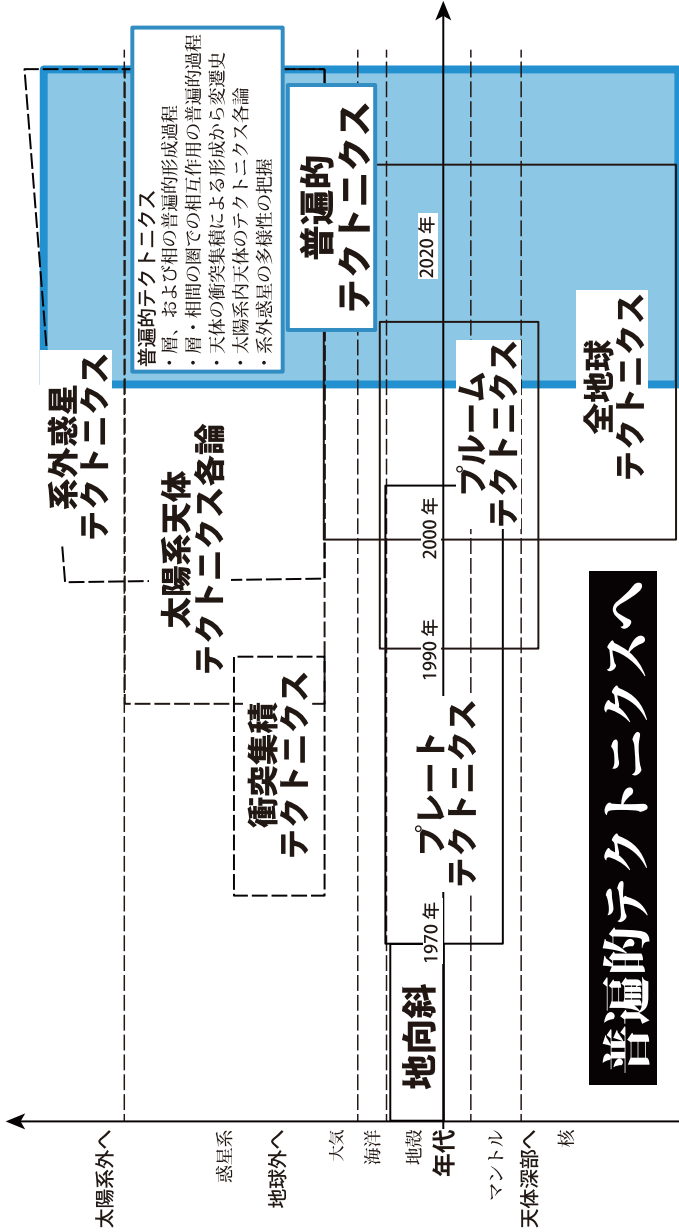 太陽系外へ
惑星系
地球外へ
大気
海洋
地殻
年代
マントル
天体深部へ
核
地向斜
1970 年
プレート
テクトニクス
1990 年
2000 年
プルーム
テクトニクス
2020 年
全地球
テクトニクス
衝突集積
テクトニクス
太陽系天体
テクトニクス各論
系外惑星
テクトニクス
普遍的テクトニクス
・層、および相の普遍的形成過程
・層・相間の圏での相互作用の普遍的過程
・天体の衝突集積による形成から変遷史
・太陽系内天体のテクトニクス各論
・系外惑星の多様性の把握
普遍的
テクトニクス
普遍的テクトニクスへ